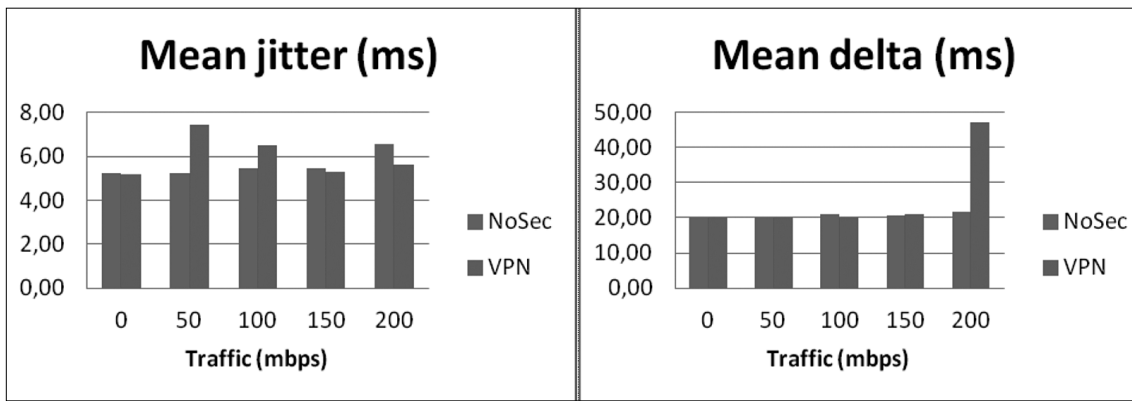 Mean jitter (ms)
8,00
6,00
4,00
2,00
0,00
0 50 100 150 200
Traffic (mbps)
NoSec
VPN
Mean delta (ms)
50,00
40,00
30,00
20,00
10,00
0,00
0 50 100 150 200
Traffic (mbps)
NoSec
VPN